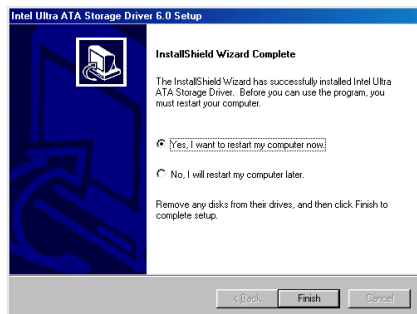 Intel Ultra ATA Storage Driver 6.0 Setup
InstallShield Wizard Complete
The InstallShield Wizard has successfully installed Intel Ultra
ATA Storage Driver. Before you can use the program, you
must restart your computer.
Yes, I want to restart my computer now.
No, I will restart my computer later.
Remove any disks from their drives, and then click Finish to
complete setup.
< Back Finish Cancel